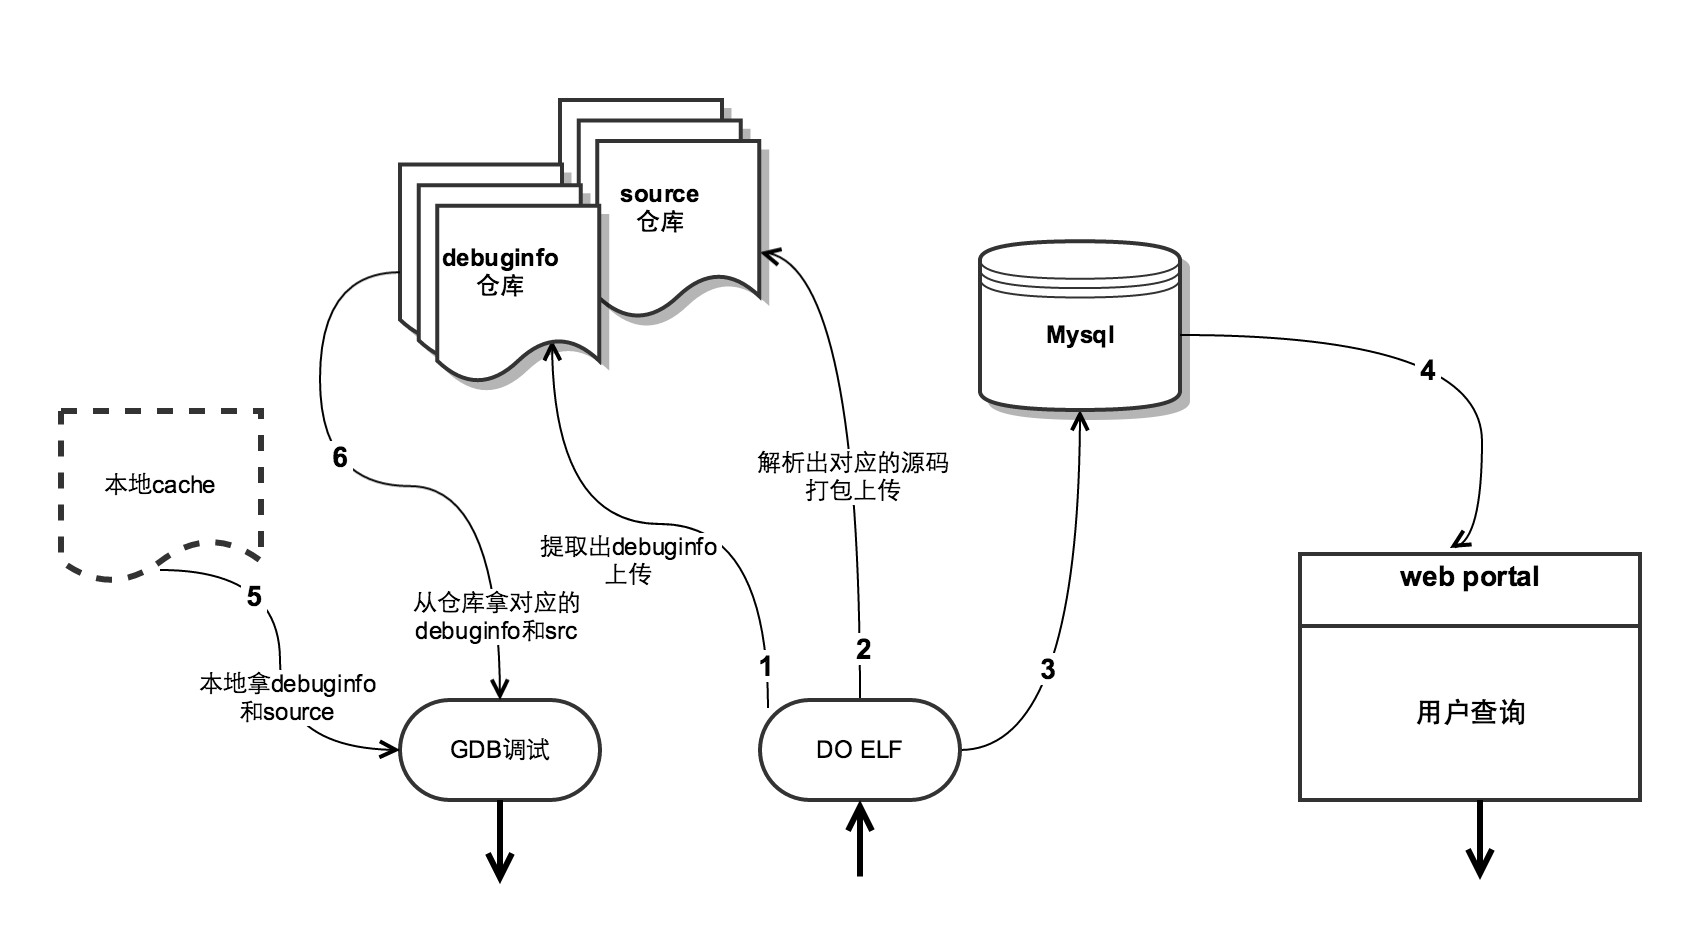 source
仓库
debuginfo
仓库
Mysql
4
6
本地cache
解析出对应的源码
打包上传
提取出debuginfo
上传
5
从仓库拿对应的
debuginfo和src
1
2
3
web portal
本地拿debuginfo
和source
GDB调试
DO ELF
用户查询